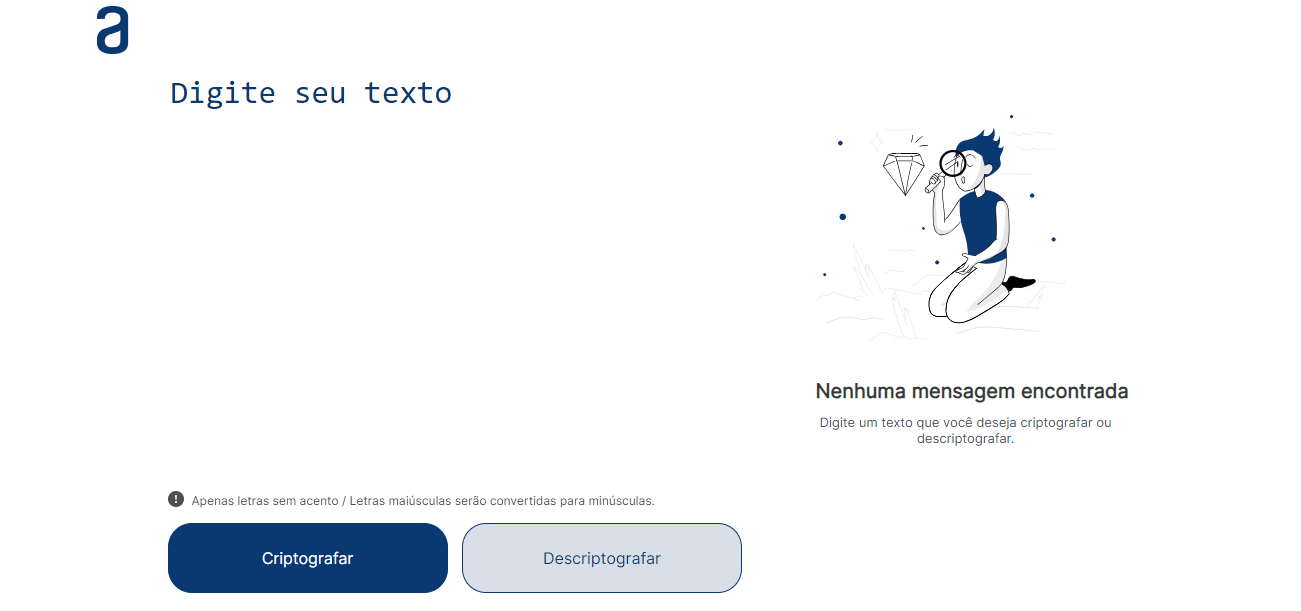 a
Digite seu texto
Nenhuma mensagem encontrada
Digite um texto que você deseja criptografar ou
descriptografar.
! Apenas letras sem acento / Letras maiúsculas serão convertidas para minúsculas.
Criptografar
Descriptografar